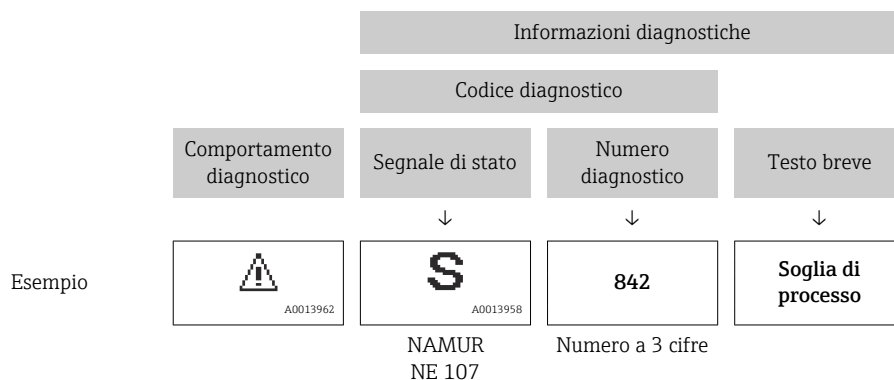 Informazioni diagnostiche
Codice diagnostico
Comportamento
diagnostico
Segnale di stato
Numero
diagnostico
Testo breve
↓
↓
↓
Esempio
A0013962
S
A0013958
842
Soglia di
processo
NAMUR
NE 107
Numero a 3 cifre